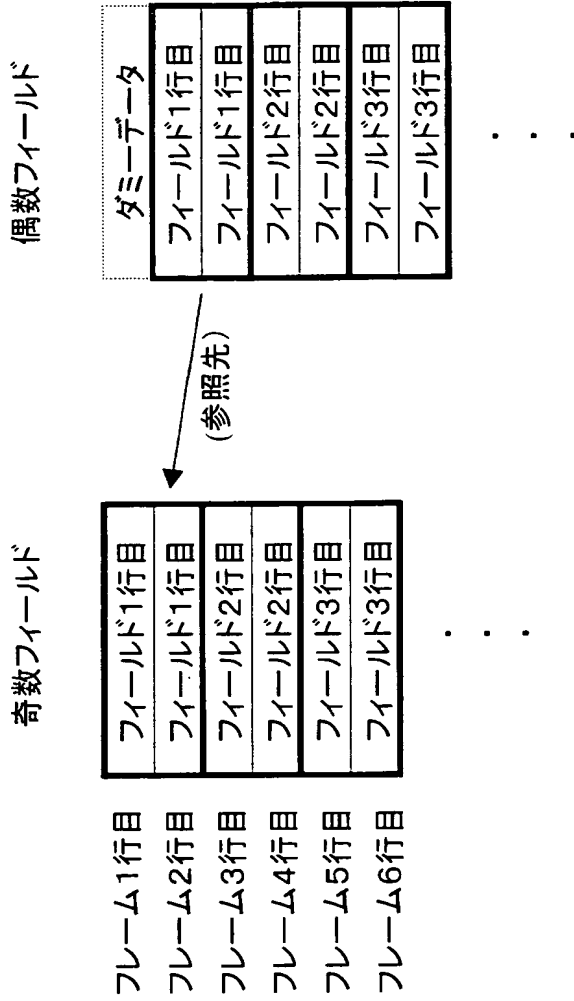 奇数フィールド
偶数フィールド
ダミーデータ
フレーム1行目
フィールド1行目
フィールド1行目
フレーム2行目
フィールド1行目
フィールド1行目
フレーム3行目
フィールド2行目
フィールド2行目
フレーム4行目
フィールド2行目
フィールド2行目
フレーム5行目
フィールド3行目
フィールド3行目
フレーム6行目
フィールド3行目
フィールド3行目
(参照先)